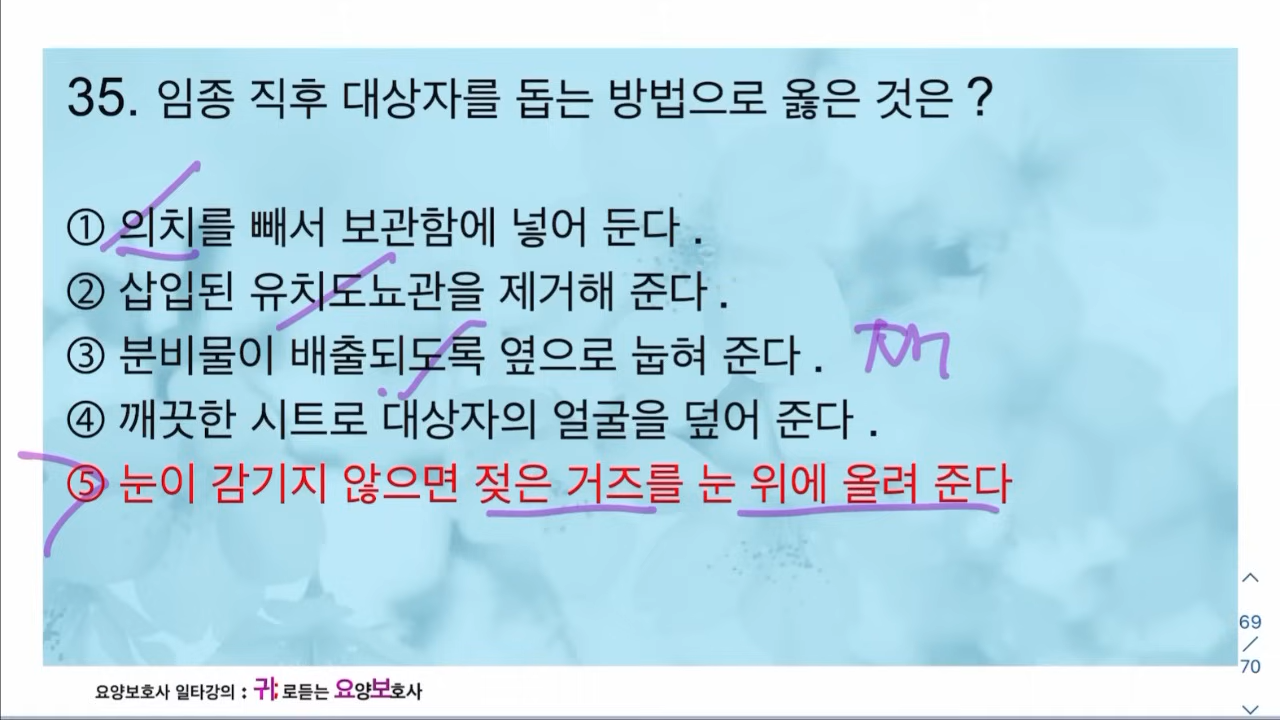 35. 임종 직후 대상자를 돕는 방법으로 옳은 것은 ?
① 의치를 빼서 보관함에 넣어 둔다 .
② 삽입된 유치도뇨관을 제거해 준다 .
③ 분비물이 배출되도록 옆으로 눕혀 준다 .
④ 깨끗한 시트로 대상자의 얼굴을 덮어 준다 .
⑤ 눈이 감기지 않으면 젖은 거즈를 눈 위에 올려 준다
69
/
70
요양보호사 일타강의 : 귀; 로듣는 요양보호사